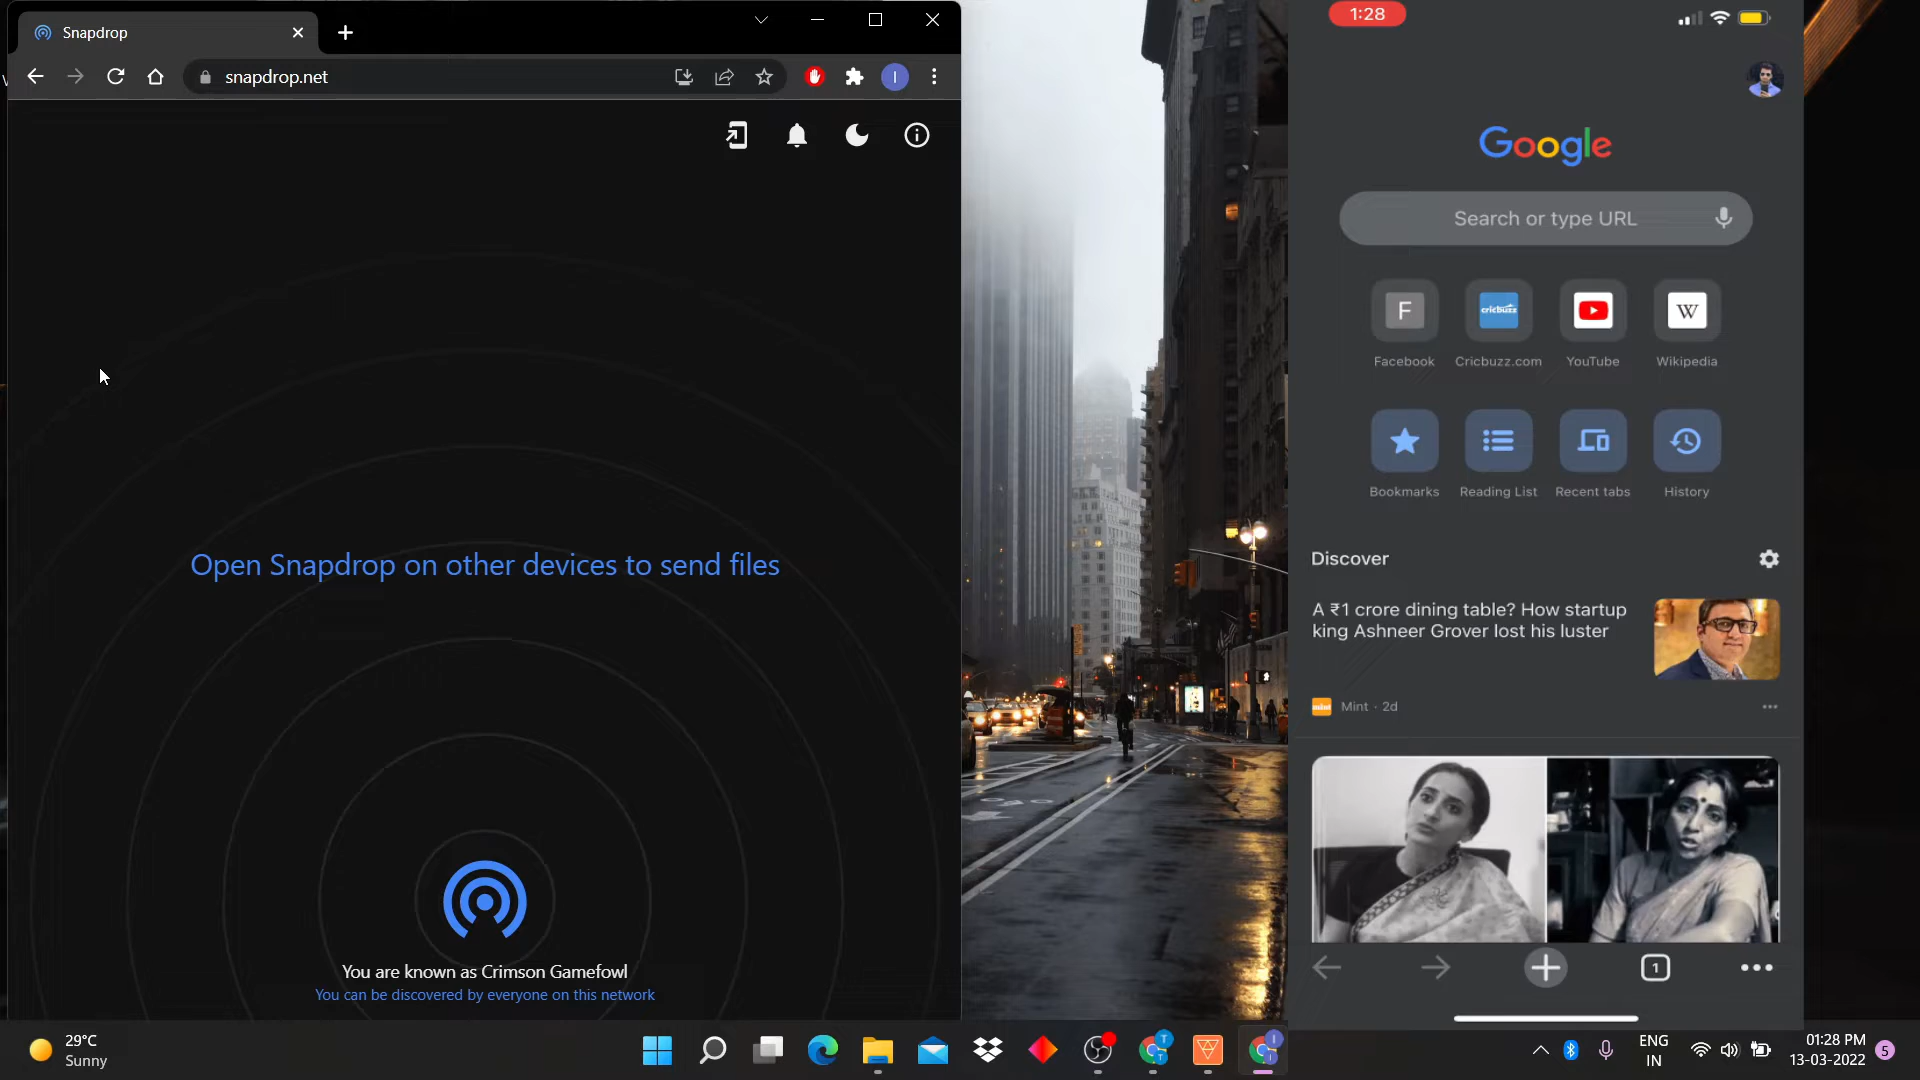 Snapdrop
snapdrop.net
I
Open Snapdrop on other devices to send files
You are known as Crimson Gamefowl
You can be discovered by everyone on this network
1:28
Google
Search or type URL
F
cricbuzz
W
Facebook
Cricbuzz.com
YouTube
Wikipedia
Bookmarks
Reading List
Recent tabs
History
Discover
A ₹1 crore dining table? How startup
king Ashneer Grover lost his luster
mint
Mint · 2d
1
29°C
Sunny
T
T
I
I
ENG
IN
01:28 PM
13-03-2022
5